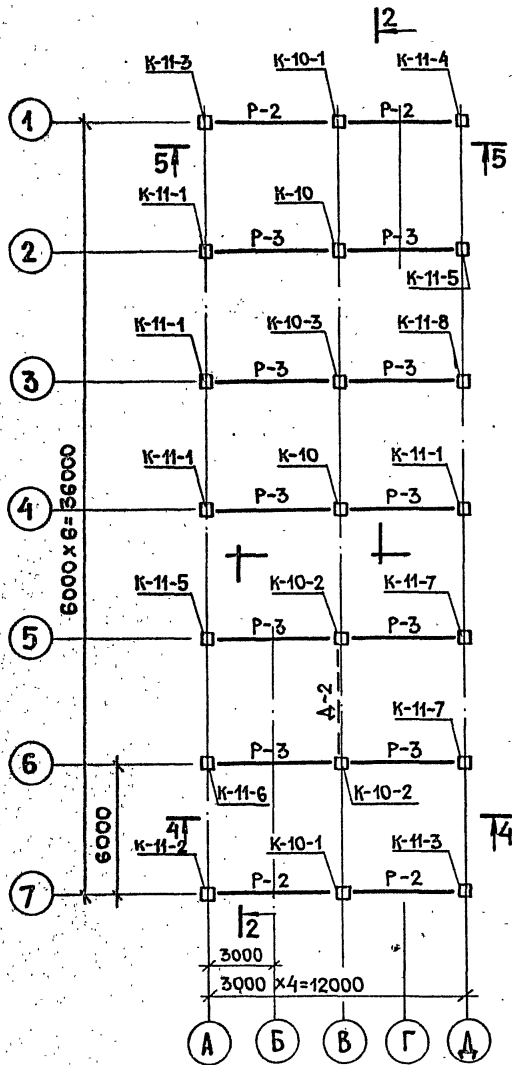 2
К-11-3 К-10-1 К-11-4
1 Р-2 Р-2
5 5
К-11-1 К-10
2 Р-3 Р-3
К-11-5
К-11-1 К-10-3 К-11-8
3 Р-3 Р-3
К-11-1 К-10 К-11-1
4 Р-3 Р-3
6000х6=36000
К-11-5 К-10-2 К-11-7
5 Р-3 Р-3
Д-2
К-11-7
6 Р-3 Р-3
К-11-6 К-10-2
6000
4 4
К-11-2 К-10-1 К-11-3
7 Р-2 Р-2
2
3000
3000 х4=12000
А Б В Г Д